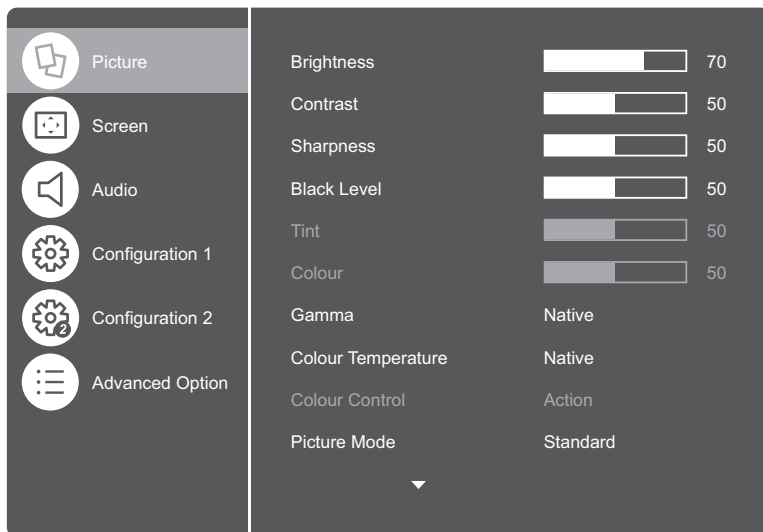 Picture
Screen
Audio
Configuration 1
Configuration 2
2
Advanced Option
Brightness 70
Contrast 50
Sharpness 50
Black Level 50
Tint 50
Colour 50
Gamma Native
Colour Temperature Native
Colour Control Action
Picture Mode Standard